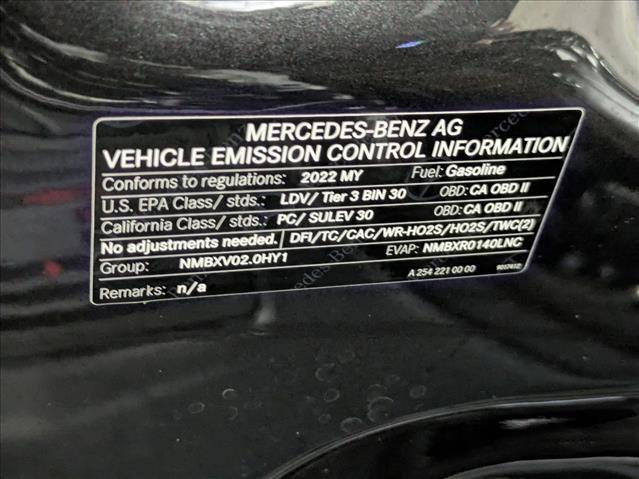 MERCEDES-BENZ AG
VEHICLE EMISSION CONTROL INFORMATION
Conforms to regulations: 2022 MY Fuel: Gasoline
U.S. EPA Class/ stds.: LDV/ Tier 3 BIN 30 OBD: CA OBD II
California Class/ stds.: PC/ SULEV 30 OBD: CA OBD II
No adjustments needed. DFI/TC/CAC/WR-HO2S/HO2S/TWC(2)
Group: NMBXV02.0HY1 EVAP: NMBXR0140LNC
A 254 221 00 00
Remarks: n/a